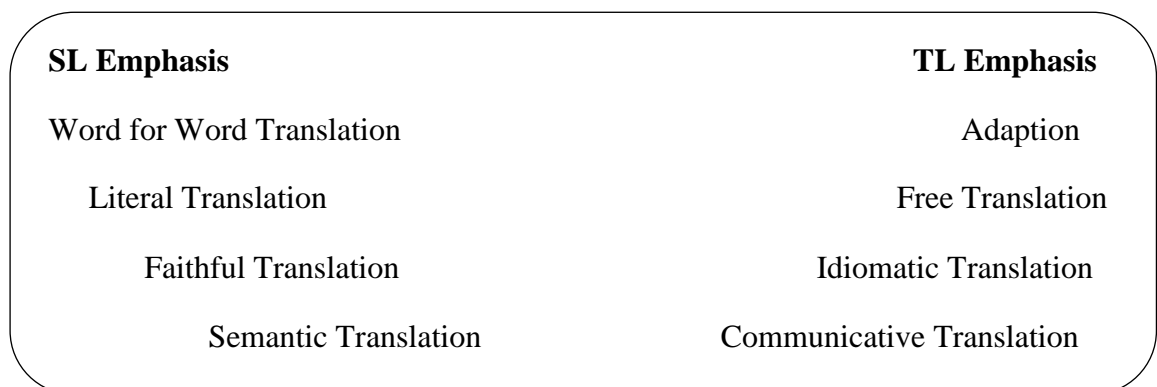 SL Emphasis TL Emphasis
Word for Word Translation Adaption
Literal Translation Free Translation
Faithful Translation Idiomatic Translation
Semantic Translation Communicative Translation